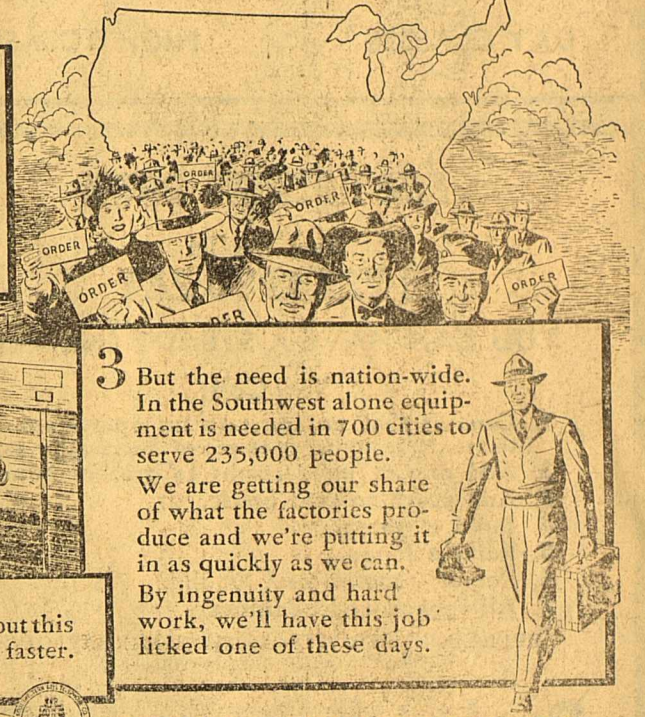 ORDER
ORDER
ORDER
ORDER
ORDER
3
But the need is nation-wide.
In the Southwest alone equip-
ment is needed in 700 cities to
serve 235,000 people.
We are getting our share
of what the factories pro-
duce and we're putting it
in as quickly as we can.
By ingenuity and hard
work, we'll have this job
licked one of these days.
this
faster.